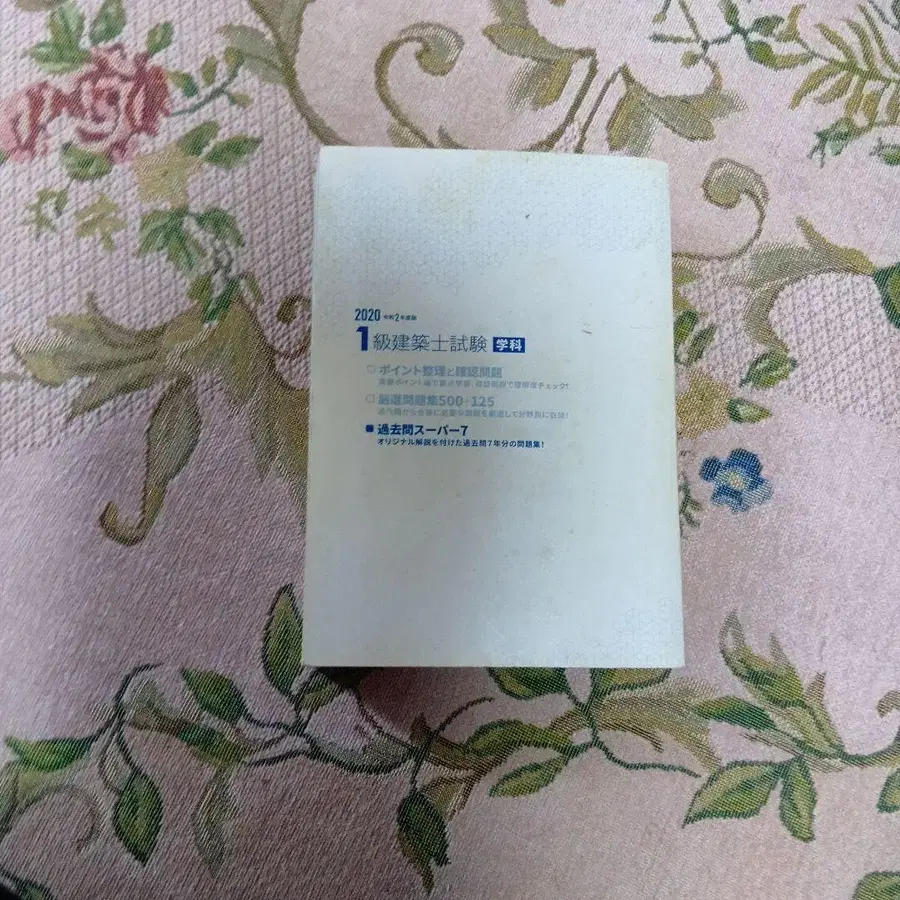 2020 令和2年度版
1級建築士試験 学科
ポイント整理と確認問題
厳選問題集500+125
過去問スーパー7
オリジナル解説を付けた過去問7年分の問題集!